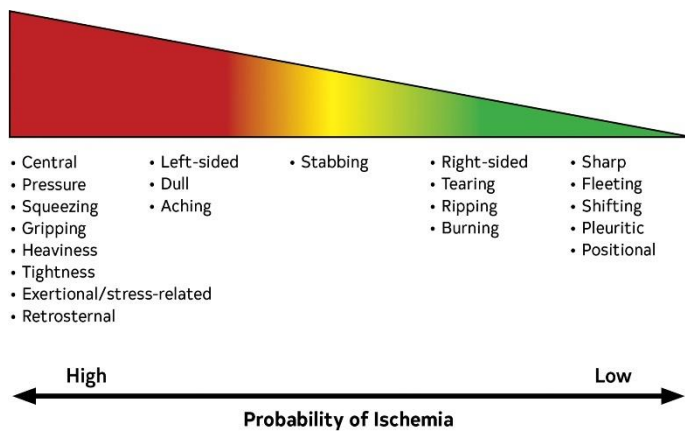 • Central
• Pressure
• Squeezing
• Gripping
• Heaviness
• Tightness
• Exertional/stress-related
• Retrosternal
• Left-sided
• Dull
• Aching
• Stabbing
• Right-sided
• Tearing
• Ripping
• Burning
• Sharp
• Fleeting
• Shifting
• Pleuritic
• Positional
High
Low
Probability of Ischemia